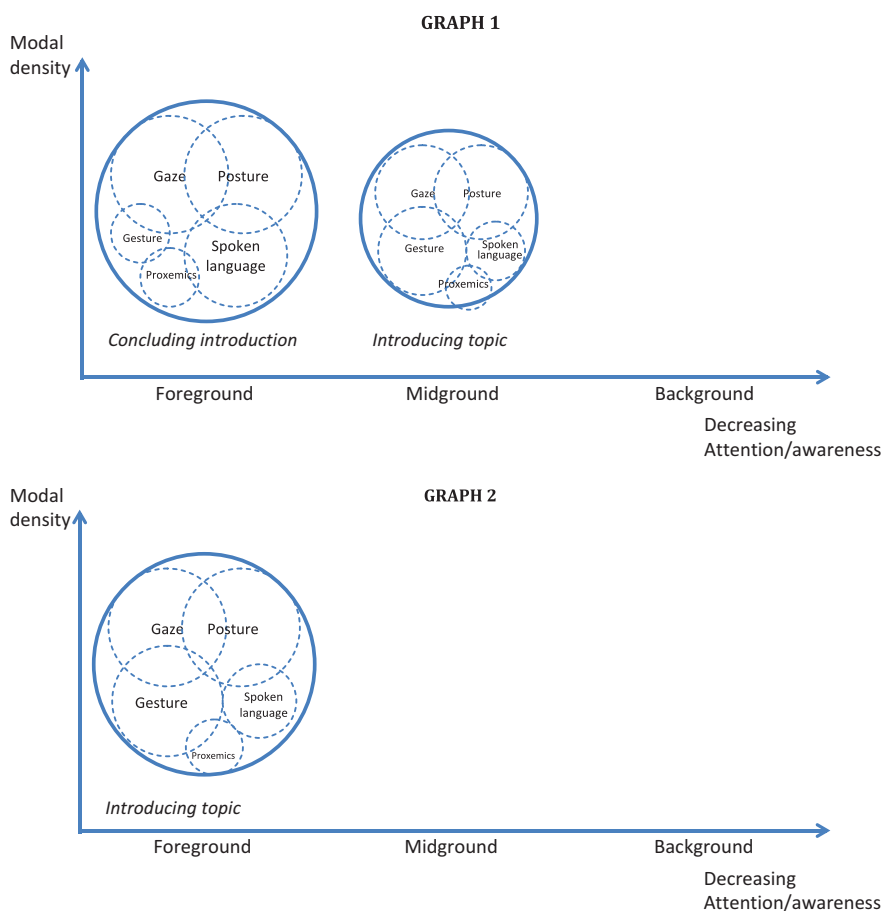 GRAPH 1
Modal
density
Gaze
Posture
Gesture
Spoken
language
Proxemics
Concluding introduction
Gaze
Posture
Gesture
Spoken
language
Proxemics
Introducing topic
Foreground
Midground
Background
Decreasing
Attention/awareness
GRAPH 2
Modal
density
Gaze
Posture
Gesture
Spoken
language
Proxemics
Introducing topic
Foreground
Midground
Background
Decreasing
Attention/awareness